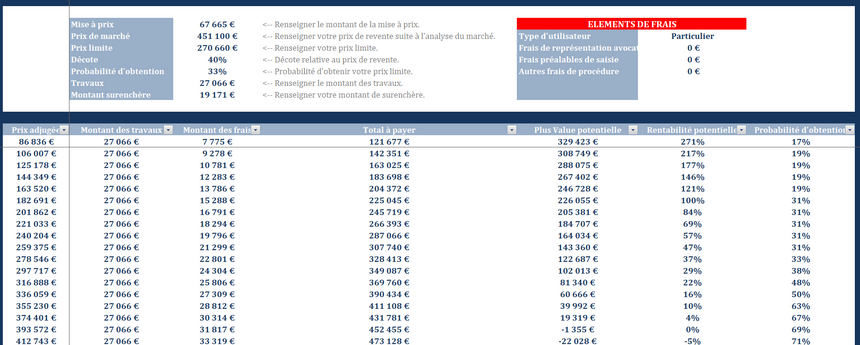 Mise à prix 67 665 € <-- Renseigner le montant de la mise à prix. ELEMENTS DE FRAIS
Prix de marché 451 100 € <-- Renseigner votre prix de revente suite à l'analyse du marché. Type d'utilisateur Particulier
Prix limite 270 660 € <-- Renseigner votre prix limite. Frais de représentation avocat 0 €
Décote 40% <-- Décote relative au prix de revente. Frais préalables de saisie 0 €
Probabilité d'obtention 33% <-- Probabilité d'obtenir votre prix limite. Autres frais de procédure 0 €
Travaux 27 066 € <-- Renseigner le montant des travaux.
Montant surenchère 19 171 € <-- Renseigner votre montant de surenchère.
Prix adjugée Montant des travaux Montant des frais Total à payer Plus Value potentielle Rentabilité potentielle Probabilité d'obtention
86 836 € 27 066 € 7 775 € 121 677 € 329 423 € 271% 17%
106 007 € 27 066 € 9 278 € 142 351 € 308 749 € 217% 19%
125 178 € 27 066 € 10 781 € 163 025 € 288 075 € 177% 19%
144 349 € 27 066 € 12 283 € 183 698 € 267 402 € 146% 19%
163 520 € 27 066 € 13 786 € 204 372 € 246 728 € 121% 31%
182 691 € 27 066 € 15 288 € 225 045 € 226 055 € 100% 31%
201 862 € 27 066 € 16 791 € 245 719 € 205 381 € 84% 31%
221 033 € 27 066 € 18 294 € 266 393 € 184 707 € 69% 31%
240 204 € 27 066 € 19 796 € 287 066 € 164 034 € 57% 31%
259 375 € 27 066 € 21 299 € 307 740 € 143 360 € 47% 31%
278 546 € 27 066 € 22 801 € 328 413 € 122 687 € 37% 33%
297 717 € 27 066 € 24 304 € 349 087 € 102 013 € 29% 38%
316 888 € 27 066 € 25 806 € 369 760 € 81 340 € 22% 48%
336 059 € 27 066 € 27 309 € 390 434 € 60 666 € 16% 50%
355 230 € 27 066 € 28 812 € 411 108 € 39 992 € 10% 63%
374 401 € 27 066 € 30 314 € 431 781 € 19 319 € 4% 67%
393 572 € 27 066 € 31 817 € 452 455 € -1 355 € 0% 69%
412 743 € 27 066 € 33 319 € 473 128 € -22 028 € -5% 71%